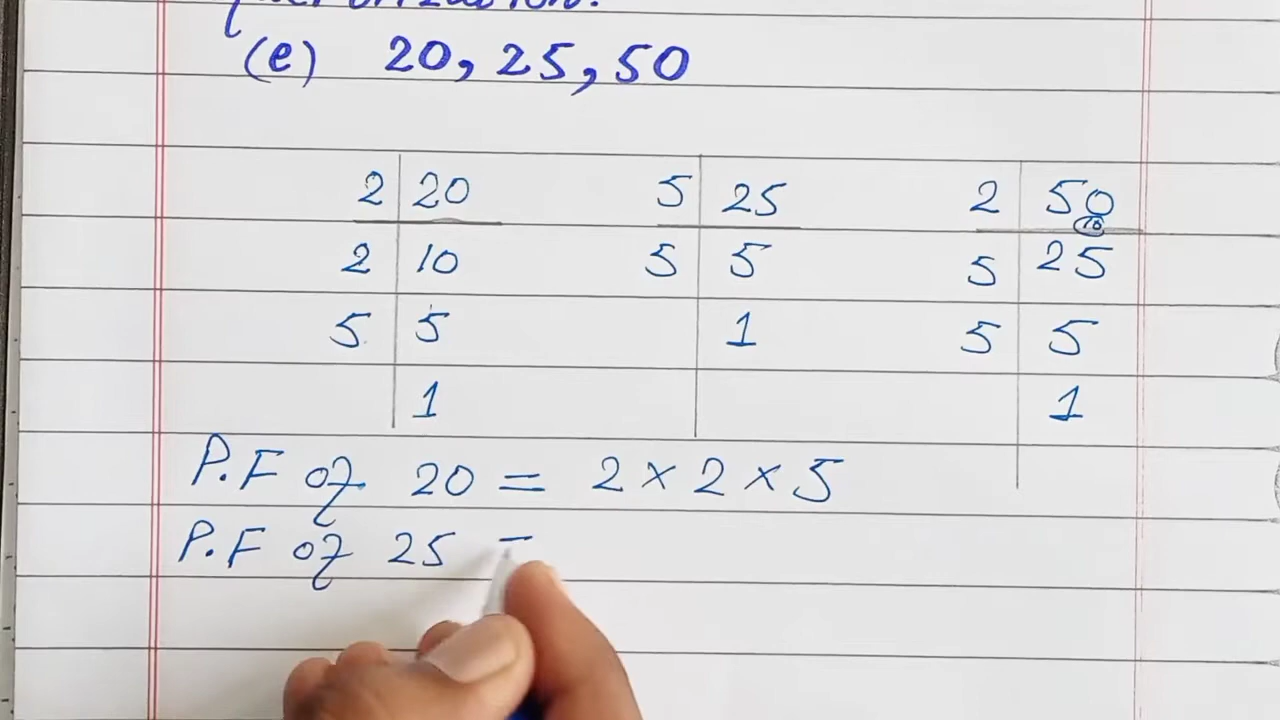 (e) 20, 25, 50
2 20 5 25 2 50
2 10 5 5 5 25
5 5 1 5 5
1 1
P.F of 20 = 2 × 2 × 5
P.F of 25 =